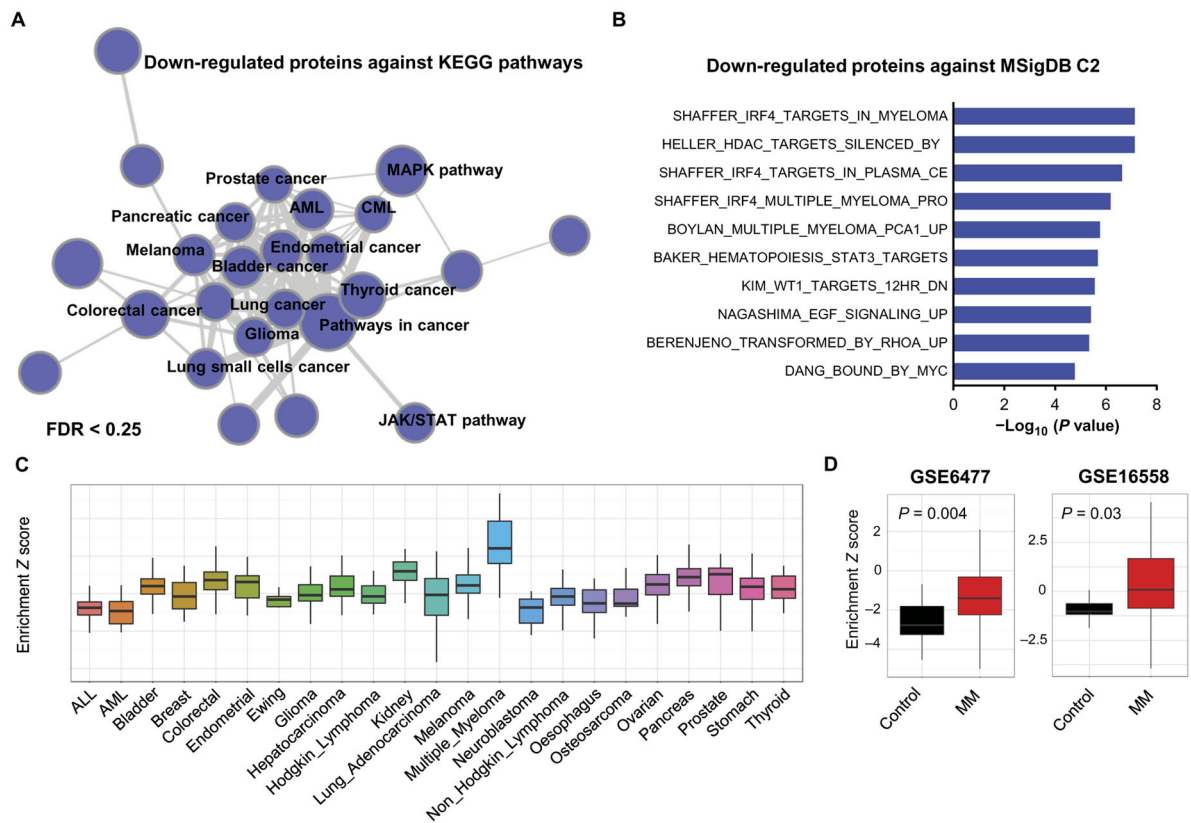 A
Down-regulated proteins against KEGG pathways
Prostate cancer
MAPK pathway
Pancreatic cancer
AML
CML
Melanoma
Endometrial cancer
Bladder cancer
Thyroid cancer
Colorectal cancer
Lung cancer
Pathways in cancer
Glioma
Lung small cells cancer
JAK/STAT pathway
FDR < 0.25
B
Down-regulated proteins against MSigDB C2
SHAFFER_IRF4_TARGETS_IN_MYELOMA
HELLER_HDAC_TARGETS_SILENCED_BY
SHAFFER_IRF4_TARGETS_IN_PLASMA_CE
SHAFFER_IRF4_MULTIPLE_MYELOMA_PRO
BOYLAN_MULTIPLE_MYELOMA_PCA1_UP
BAKER_HEMATOPOIESIS_STAT3_TARGETS
KIM_WT1_TARGETS_12HR_DN
NAGASHIMA_EGF_SIGNALING_UP
BERENJENO_TRANSFORMED_BY_RHOA_UP
DANG_BOUND_BY_MYC
0 2 4 6 8
−Log10 (P value)
C
Enrichment Z score
ALL
AML
Bladder
Breast
Colorectal
Endometrial
Ewing
Glioma
Hepatocarcinoma
Hodgkin_Lymphoma
Kidney
Lung_Adenocarcinoma
Melanoma
Multiple_Myeloma
Neuroblastoma
Non_Hodgkin_Lymphoma
Oesophagus
Osteosarcoma
Ovarian
Pancreas
Prostate
Stomach
Thyroid
D
GSE6477
P = 0.004
Enrichment Z score
2
0
−2
−4
Control
MM
GSE16558
P = 0.03
2.5
0
−2.5
Control
MM